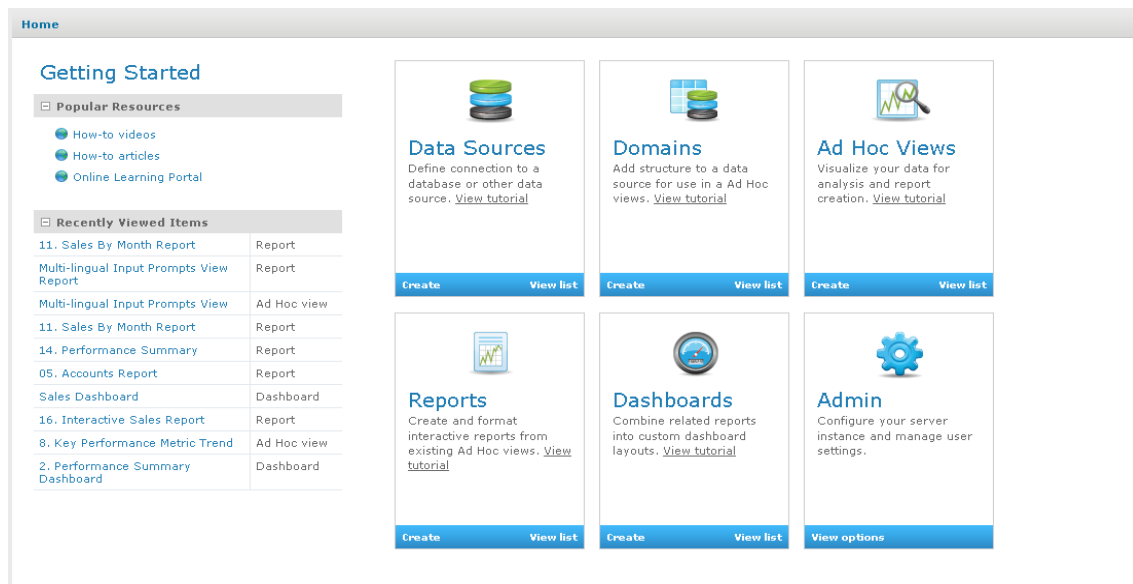 Home
Getting Started
Popular Resources
How-to videos
How-to articles
Online Learning Portal
Recently Viewed Items
11. Sales By Month Report Report
Multi-lingual Input Prompts View Report
Report
Multi-lingual Input Prompts View Ad Hoc view
11. Sales By Month Report Report
14. Performance Summary Report
05. Accounts Report Report
Sales Dashboard Dashboard
16. Interactive Sales Report Report
8. Key Performance Metric Trend Ad Hoc view
2. Performance Summary Dashboard
Dashboard
Data Sources
Define connection to a
database or other data
source. View tutorial
Create View list
Domains
Add structure to a data
source for use in a Ad Hoc
views. View tutorial
Create View list
Ad Hoc Views
Visualize your data for
analysis and report
creation. View tutorial
Create View list
Reports
Create and format
interactive reports from
existing Ad Hoc views. View
tutorial
Create View list
Dashboards
Combine related reports
into custom dashboard
layouts. View tutorial
Create View list
Admin
Configure your server
instance and manage user
settings.
View options